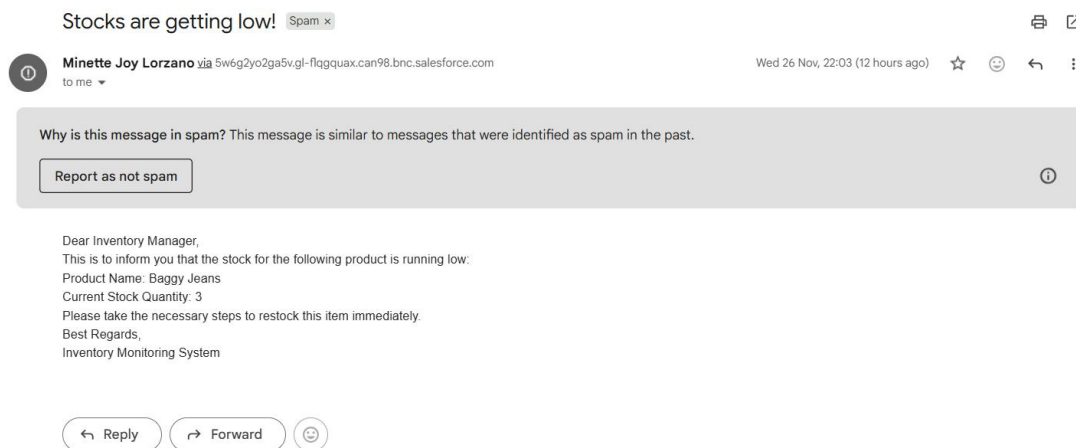 Stocks are getting low! Spam ×
Minette Joy Lorzano via 5w6g2yo2ga5v.gl-flqgquax.can98.bnc.salesforce.com Wed 26 Nov, 22:03 (12 hours ago)
to me
Why is this message in spam? This message is similar to messages that were identified as spam in the past.
Report as not spam
Dear Inventory Manager,
This is to inform you that the stock for the following product is running low:
Product Name: Baggy Jeans
Current Stock Quantity: 3
Please take the necessary steps to restock this item immediately.
Best Regards,
Inventory Monitoring System
Reply Forward